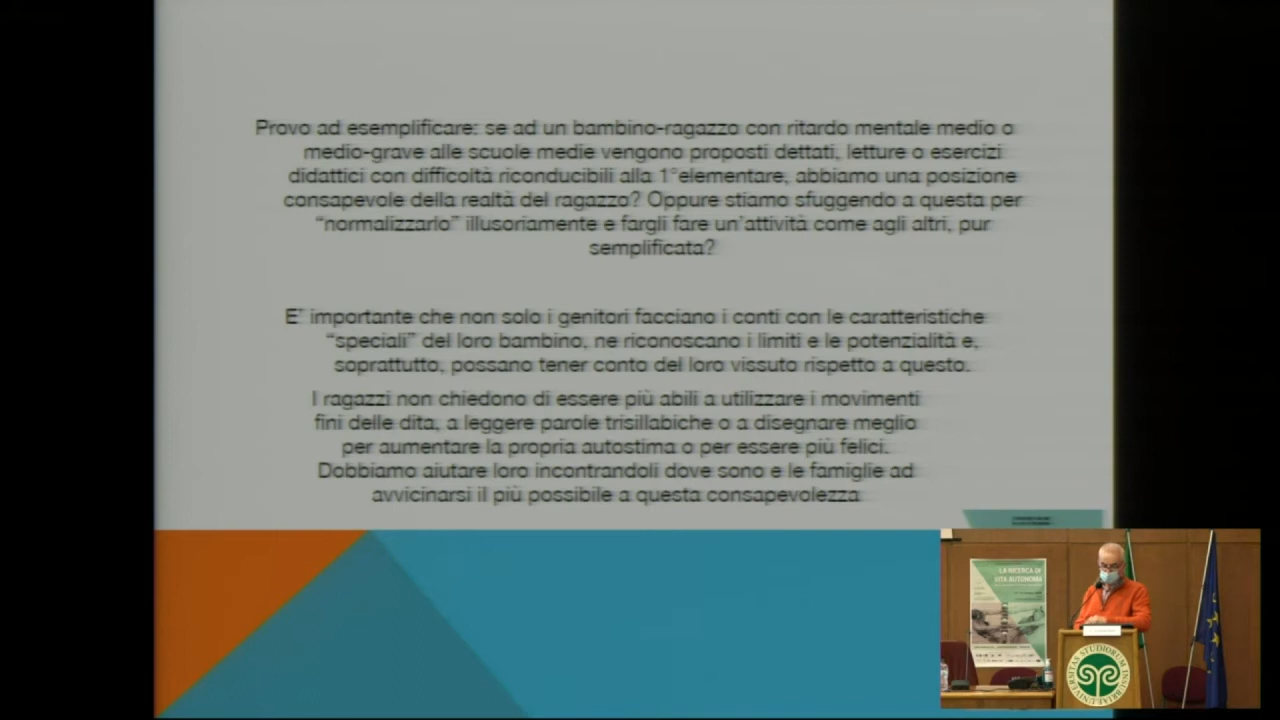 Provo ad esemplificare: se ad un bambino-ragazzo con ritardo mentale medio o
medio-grave alle scuole medie vengono proposti dettati, letture o esercizi
didattici con difficoltà riconducibili alla 1°elementare, abbiamo una posizione
consapevole della realtà del ragazzo? Oppure stiamo sfuggendo a questa per
“normalizzarlo” illusoriamente e fargli fare un’attività come agli altri, pur
semplificata?
E’ importante che non solo i genitori facciano i conti con le caratteristiche
“speciali” del loro bambino, ne riconoscano i limiti e le potenzialità e,
soprattutto, possano tener conto del loro vissuto rispetto a questo.
I ragazzi non chiedono di essere più abili a utilizzare i movimenti
fini delle dita, a leggere parole trisillabiche o a disegnare meglio
per aumentare la propria autostima o per essere più felici.
Dobbiamo aiutare loro incontrandoli dove sono e le famiglie ad
avvicinarsi il più possibile a questa consapevolezza
LA RICERCA DI
VITA AUTONOMA
UNIVERSITAS STUDIORUM INSUBRIAE